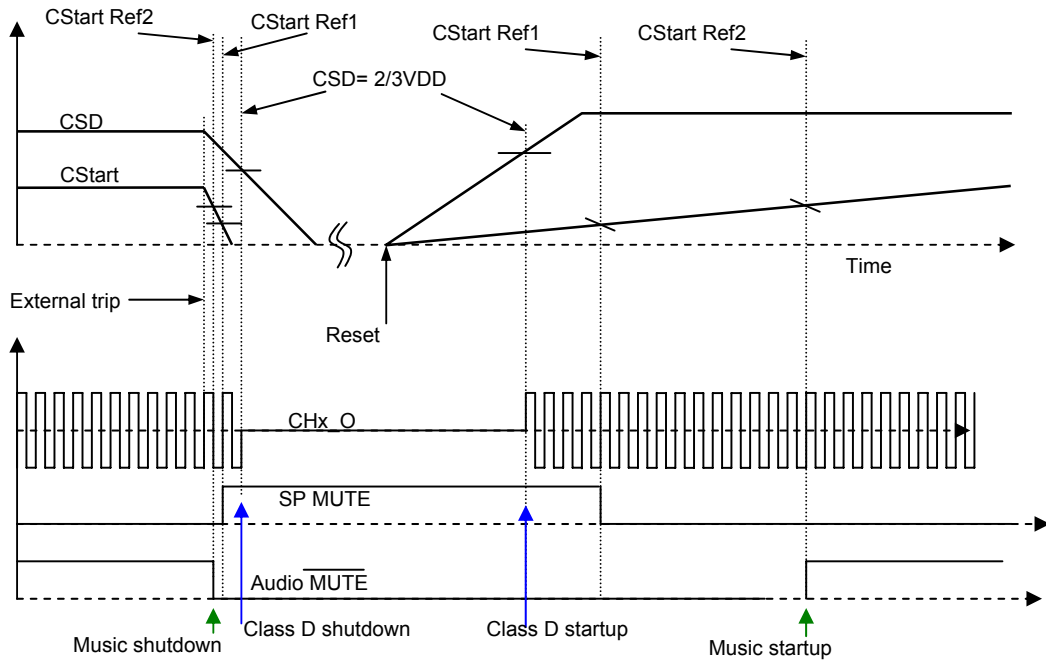 CStart Ref2
CStart Ref1
CStart Ref1
CStart Ref2
CSD= 2/3VDD
CSD
CStart
Time
External trip
Reset
CHx_O
SP MUTE
Audio MUTE
Music shutdown
Class D shutdown
Class D startup
Music startup